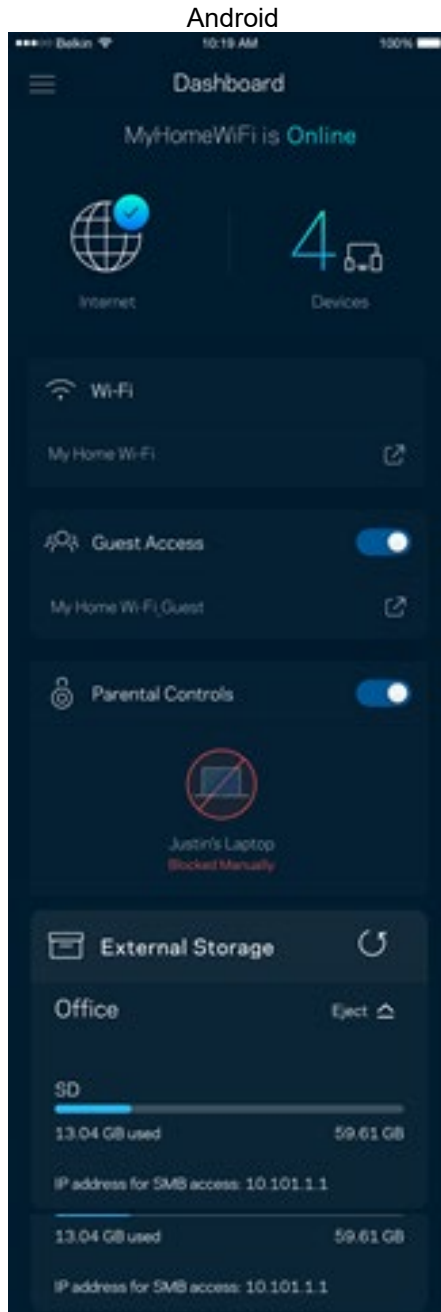 Android
Belkin 10:19 AM 100%
Dashboard
MyHomeWiFi is Online
4
Internet Devices
Wi-Fi
My Home Wi-Fi
Guest Access
My Home Wi-Fi_Guest
Parental Controls
Justin's Laptop
Blocked Manually
External Storage
Office Eject
SD
13.04 GB used 59.61 GB
IP address for SMB access: 10.101.1.1
13.04 GB used 59.61 GB
IP address for SMB access: 10.101.1.1